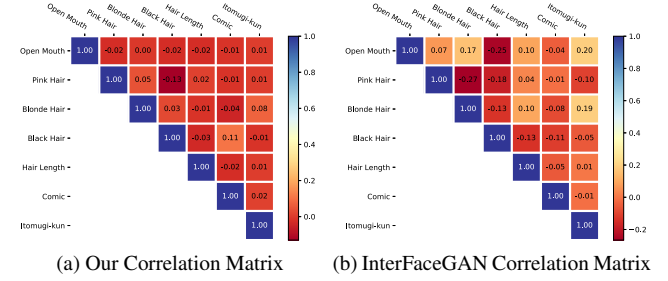 Open Mouth Pink Hair Blonde Hair Black Hair Hair Length Comic Itomugi-kun
Open Mouth 1.00 -0.02 0.00 -0.02 -0.02 -0.01 0.01
Pink Hair 1.00 0.05 -0.13 0.02 -0.01 0.01
Blonde Hair 1.00 0.03 -0.01 -0.04 0.08
Black Hair 1.00 -0.03 0.11 -0.01
Hair Length 1.00 -0.02 0.01
Comic 1.00 0.02
Itomugi-kun 1.00
1.0
0.8
0.6
0.4
0.2
0.0
(a) Our Correlation Matrix
Open Mouth Pink Hair Blonde Hair Black Hair Hair Length Comic Itomugi-kun
Open Mouth 1.00 0.07 0.17 -0.25 0.10 -0.04 0.20
Pink Hair 1.00 -0.27 -0.18 0.04 -0.01 -0.10
Blonde Hair 1.00 -0.13 0.10 -0.08 0.19
Black Hair 1.00 -0.13 -0.11 -0.05
Hair Length 1.00 -0.05 0.01
Comic 1.00 -0.01
Itomugi-kun 1.00
1.0
0.8
0.6
0.4
0.2
0.0
−0.2
(b) InterFaceGAN Correlation Matrix